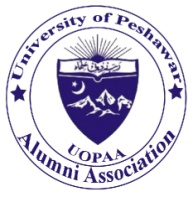 University of Peshawar
UOPAA
Alumni Association